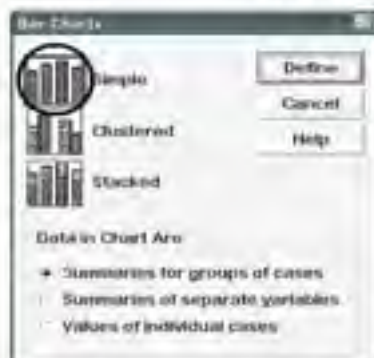 Bar Charts
Simple
Define
Cancel
Clustered
Help
Stacked
Data in Chart Are
Summaries for groups of cases
Summaries of separate variables
Values of individual cases